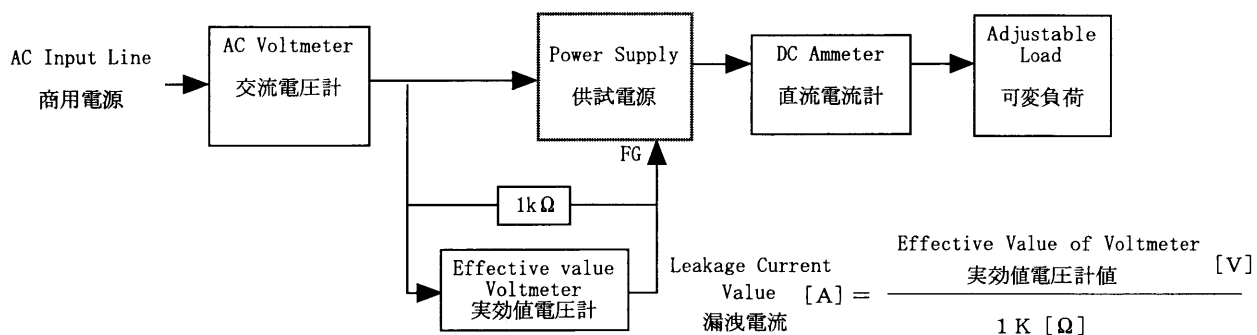 AC Input Line
商用電源
AC Voltmeter
交流電圧計
Power Supply
供試電源
DC Ammeter
直流電流計
Adjustable
Load
可変負荷
FG
1kΩ
Effective value
Voltmeter
実効値電圧計
Leakage Current
Value [A] =
漏洩電流
Effective Value of Voltmeter
実効値電圧計値 [V]
1K [Ω]